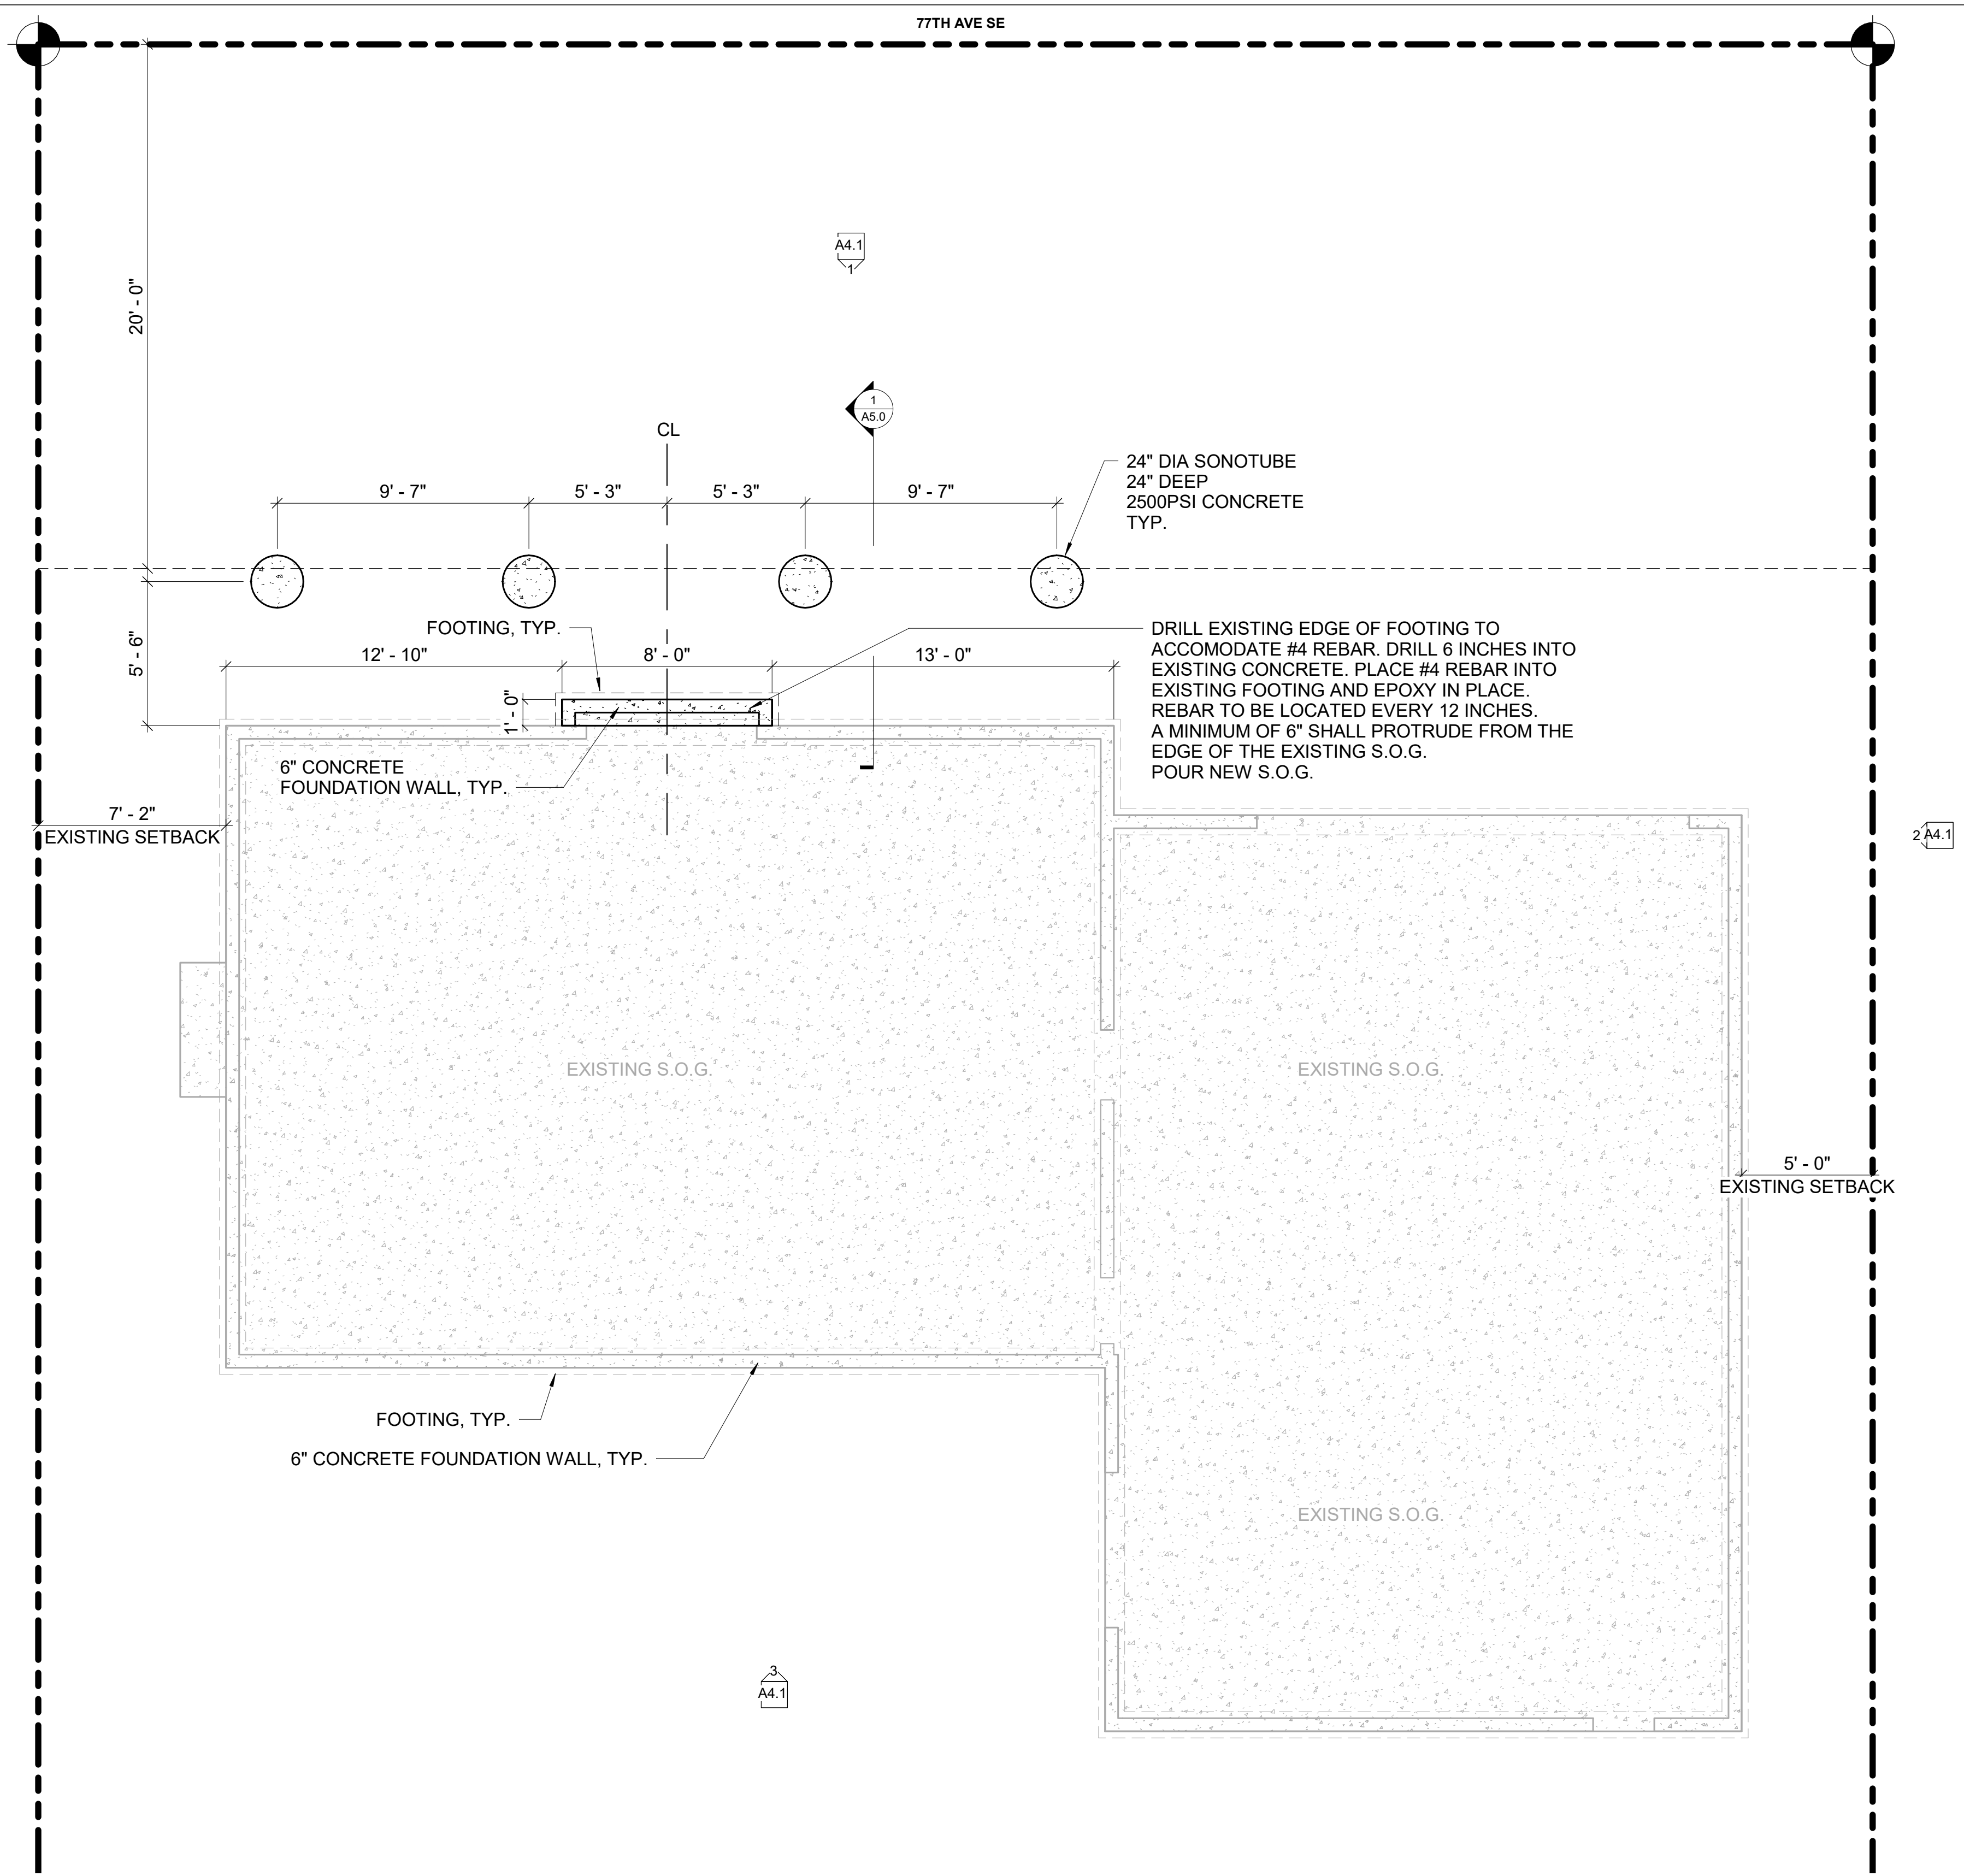 77TH AVE SE
A4.1
1
20' - 0"
CL
1
A5.0
9' - 7"
5' - 3"
5' - 3"
9' - 7"
24" DIA SONOTUBE
24" DEEP
2500PSI CONCRETE
TYP.
5' - 6"
FOOTING, TYP.
12' - 10"
8' - 0"
13' - 0"
1' - 0"
DRILL EXISTING EDGE OF FOOTING TO
ACCOMODATE #4 REBAR. DRILL 6 INCHES INTO
EXISTING CONCRETE. PLACE #4 REBAR INTO
EXISTING FOOTING AND EPOXY IN PLACE.
REBAR TO BE LOCATED EVERY 12 INCHES.
A MINIMUM OF 6" SHALL PROTRUDE FROM THE
EDGE OF THE EXISTING S.O.G.
POUR NEW S.O.G.
6" CONCRETE
FOUNDATION WALL, TYP.
7' - 2"
EXISTING SETBACK
2 A4.1
EXISTING S.O.G.
EXISTING S.O.G.
5' - 0"
EXISTING SETBACK
FOOTING, TYP.
6" CONCRETE FOUNDATION WALL, TYP.
EXISTING S.O.G.
3
A4.1